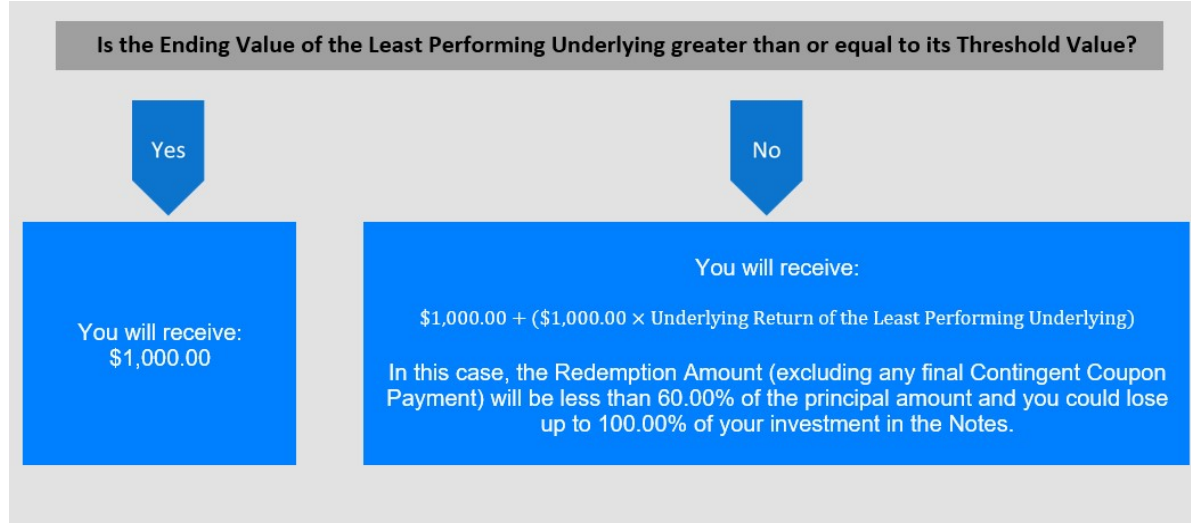 Is the Ending Value of the Least Performing Underlying greater than or equal to its Threshold Value?
Yes
No
You will receive:
$1,000.00
You will receive:
$1,000.00 + ($1,000.00 × Underlying Return of the Least Performing Underlying)
In this case, the Redemption Amount (excluding any final Contingent Coupon
Payment) will be less than 60.00% of the principal amount and you could lose
up to 100.00% of your investment in the Notes.